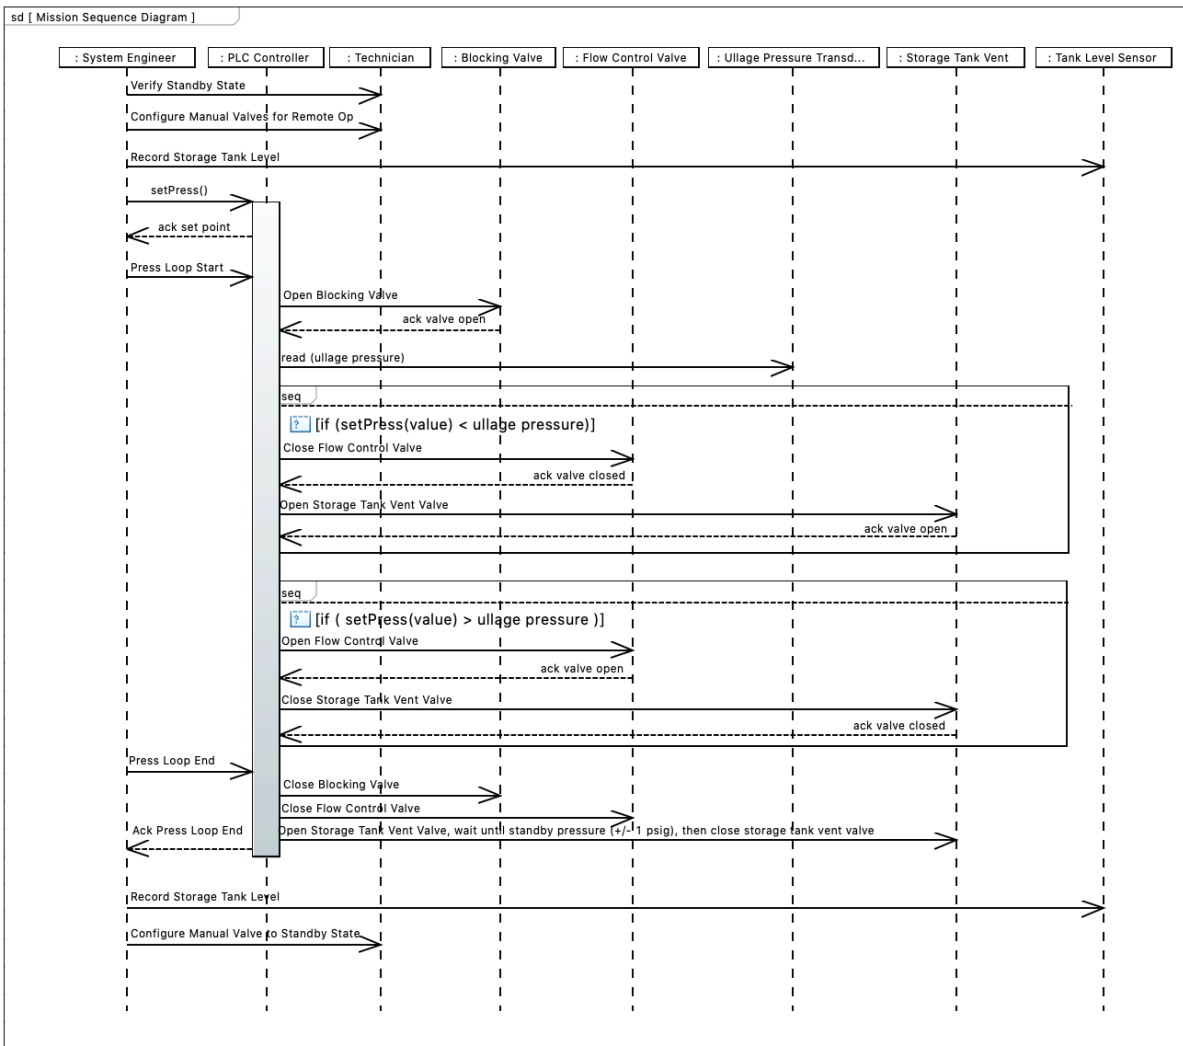 sd [ Mission Sequence Diagram ]
: System Engineer
: PLC Controller
: Technician
: Blocking Valve
: Flow Control Valve
: Ullage Pressure Transd...
: Storage Tank Vent
: Tank Level Sensor
Verify Standby State
Configure Manual Valves for Remote Op
Record Storage Tank Level
setPress()
ack set point
Press Loop Start
Open Blocking Valve
ack valve open
read (ullage pressure)
seq
? [if (setPress(value) < ullage pressure)]
Close Flow Control Valve
ack valve closed
Open Storage Tank Vent Valve
ack valve open
seq
? [if ( setPress(value) > ullage pressure )]
Open Flow Control Valve
ack valve open
Close Storage Tank Vent Valve
ack valve closed
Press Loop End
Close Blocking Valve
Close Flow Control Valve
Ack Press Loop End
Open Storage Tank Vent Valve, wait until standby pressure (+/- 1 psig), then close storage tank vent valve
Record Storage Tank Level
Configure Manual Valve to Standby State